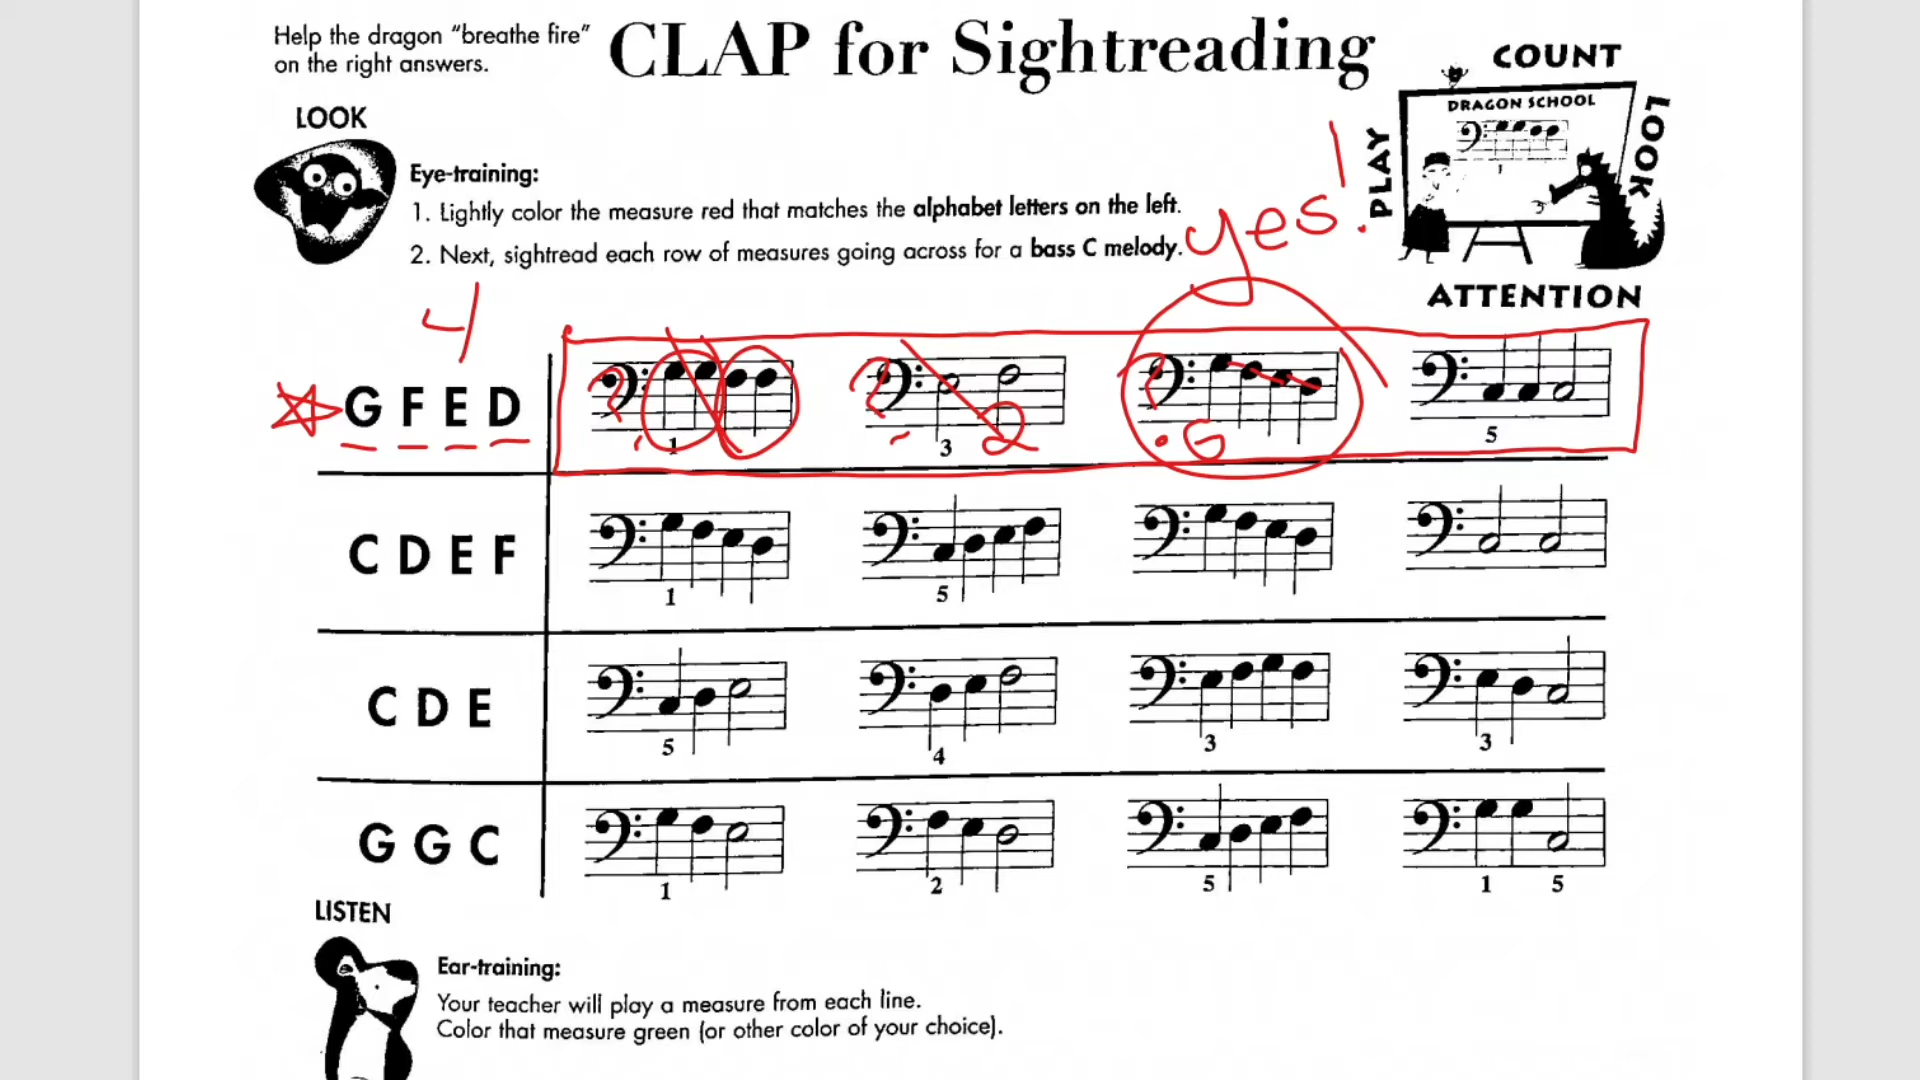 Help the dragon "breathe fire"
on the right answers.
CLAP for Sightreading
COUNT
DRAGON SCHOOL
PLAY
LOOK
ATTENTION
LOOK
Eye-training:
1. Lightly color the measure red that matches the alphabet letters on the left.
2. Next, sightread each row of measures going across for a bass C melody.
yes!
4
G F E D
1
3
2
G
5
C D E F
1
5
C D E
5
4
3
3
G G C
1
2
5
1 5
LISTEN
Ear-training:
Your teacher will play a measure from each line.
Color that measure green (or other color of your choice).